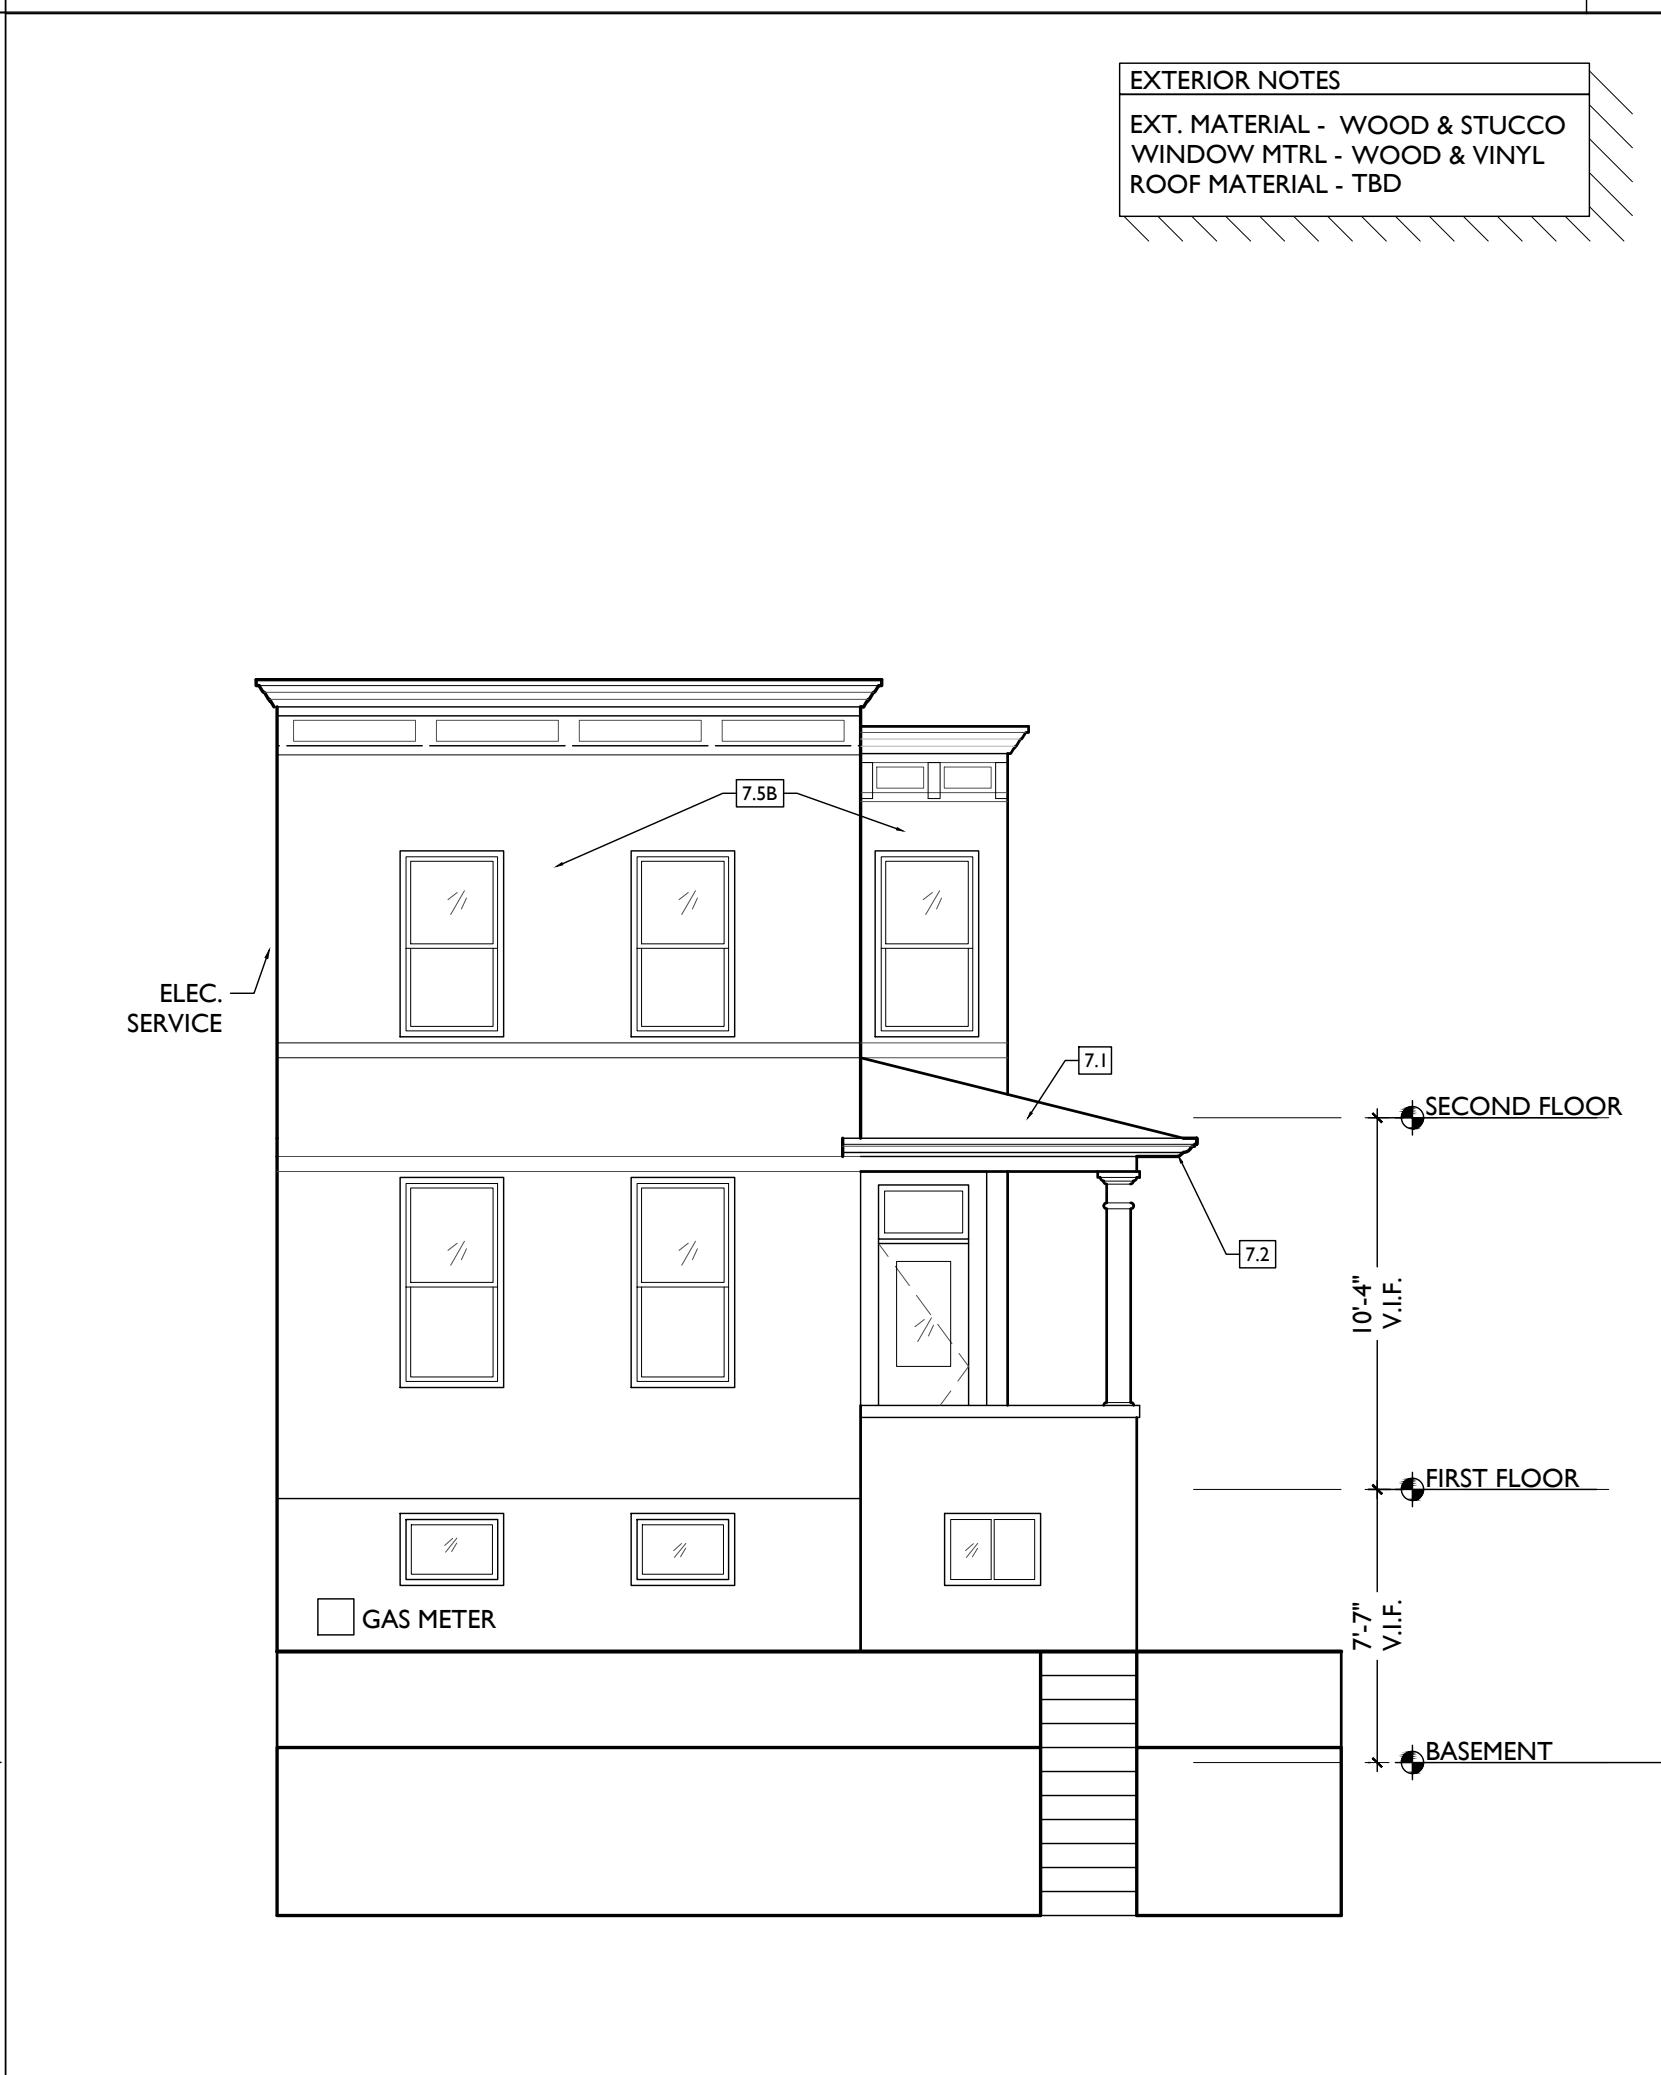 EXTERIOR NOTES
EXT. MATERIAL - WOOD & STUCCO
WINDOW MTRL - WOOD & VINYL
ROOF MATERIAL - TBD
7.5B
ELEC.
SERVICE
7.1
SECOND FLOOR
7.2
10'-4"
V.I.F.
FIRST FLOOR
GAS METER
7'-7"
V.I.F.
BASEMENT